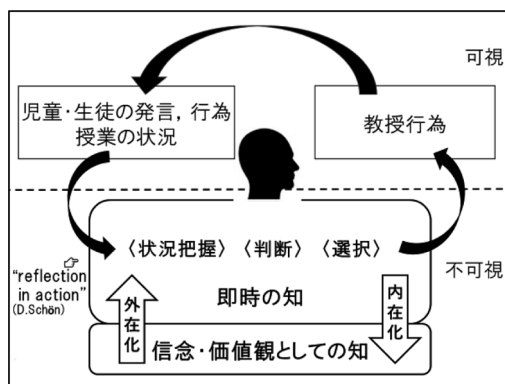 可視
児童・生徒の発言，行為
授業の状況
教授行為
〈状況把握〉〈判断〉〈選択〉
不可視
“reflection
in action”
(D.Schön)
即時の知
外在化
内在化
信念・価値観としての知